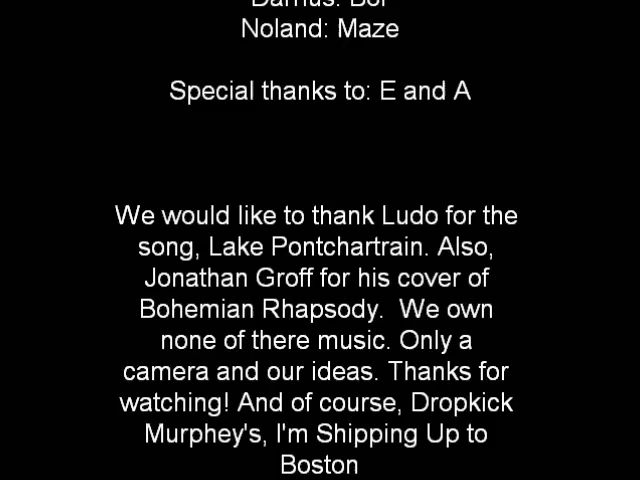 Noland: Maze
Special thanks to: E and A
We would like to thank Ludo for the
song, Lake Pontchartrain. Also,
Jonathan Groff for his cover of
Bohemian Rhapsody.  We own
none of there music. Only a
camera and our ideas. Thanks for
watching! And of course, Dropkick
Murphey's, I'm Shipping Up to
Boston